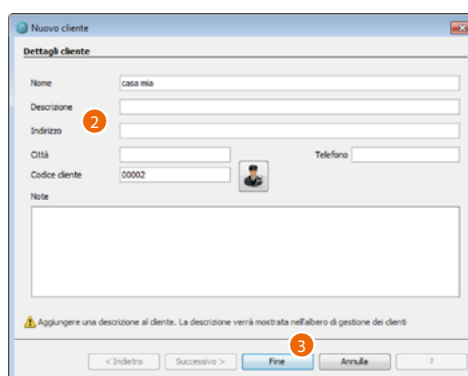 Nuovo cliente
Dettagli cliente
Nome casa mia
Descrizione
2
Indirizzo
Città Telefono
Codice cliente 00002
Note
Aggiungere una descrizione al cliente. La descrizione verrà mostrata nell'albero di gestione dei clienti
3
< Indietro Successivo > Fine Annulla ?